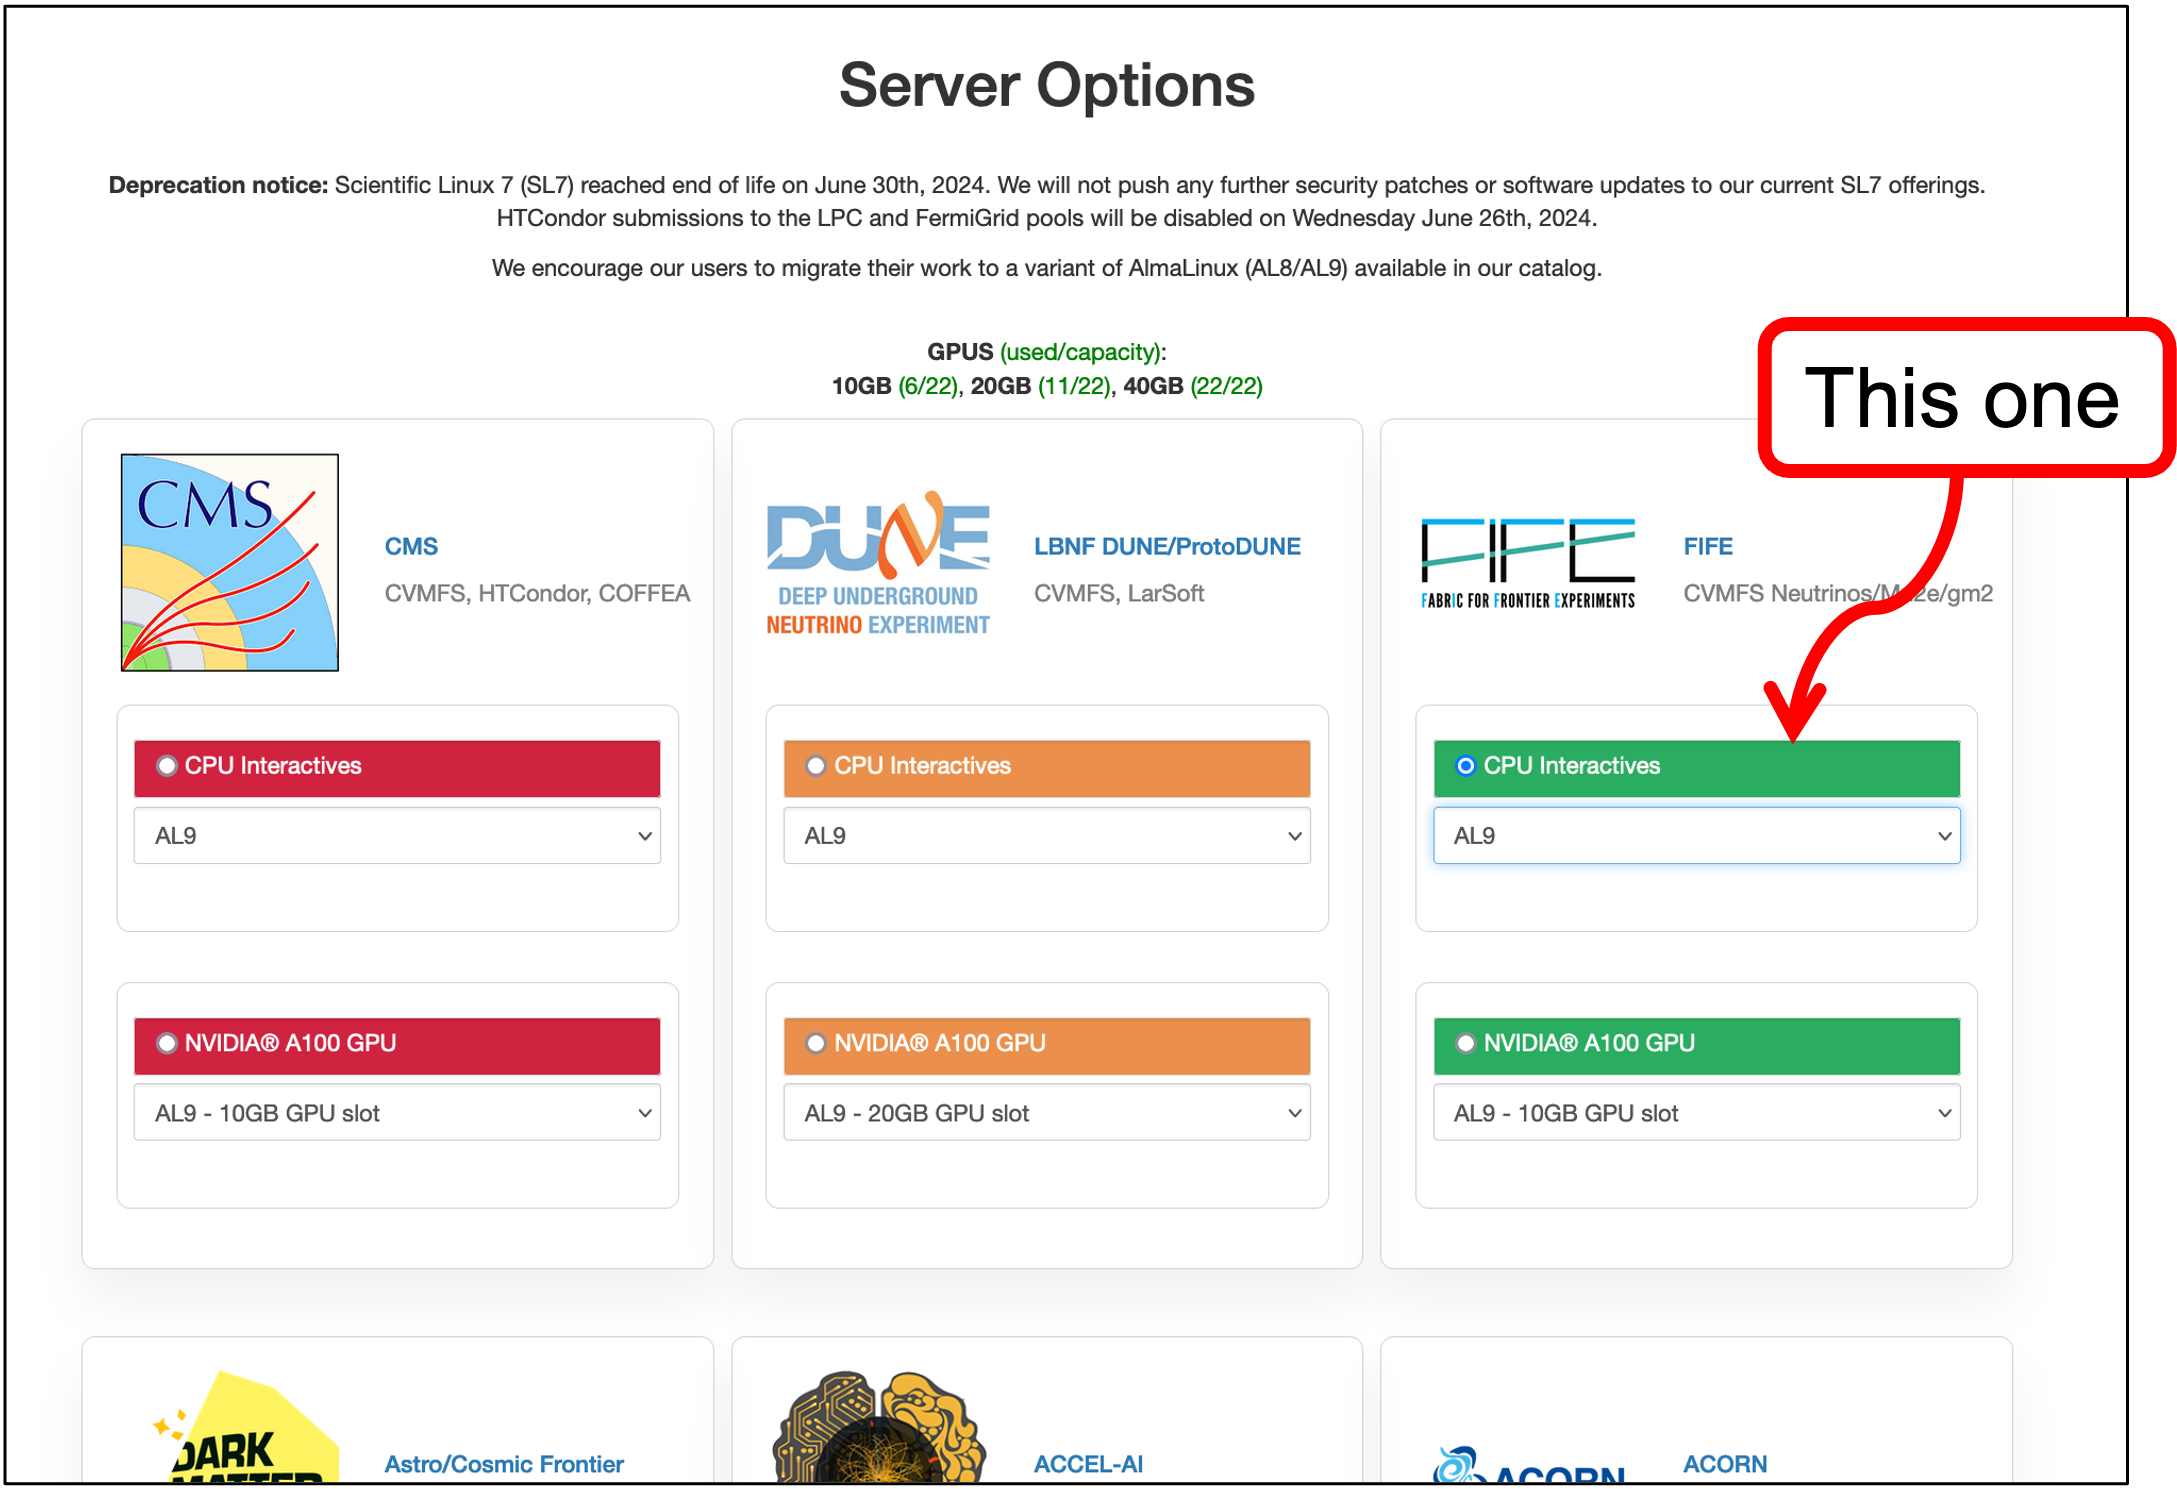 Server Options
Deprecation notice: Scientific Linux 7 (SL7) reached end of life on June 30th, 2024. We will not push any further security patches or software updates to our current SL7 offerings.
HTCondor submissions to the LPC and FermiGrid pools will be disabled on Wednesday June 26th, 2024.
We encourage our users to migrate their work to a variant of AlmaLinux (AL8/AL9) available in our catalog.
GPUS (used/capacity):
10GB (6/22), 20GB (11/22), 40GB (22/22)
This one
CMS
CMS
CVMFS, HTCondor, COFFEA
CPU Interactives
AL9
NVIDIA® A100 GPU
AL9 - 10GB GPU slot
DUNE
DEEP UNDERGROUND
NEUTRINO EXPERIMENT
LBNF DUNE/ProtoDUNE
CVMFS, LarSoft
CPU Interactives
AL9
NVIDIA® A100 GPU
AL9 - 20GB GPU slot
FIFE
FABRIC FOR FRONTIER EXPERIMENTS
FIFE
CVMFS Neutrinos/Mu2e/gm2
CPU Interactives
AL9
NVIDIA® A100 GPU
AL9 - 10GB GPU slot
DARK
MATTER
Astro/Cosmic Frontier
ACCEL-AI
ACORN
ACORN